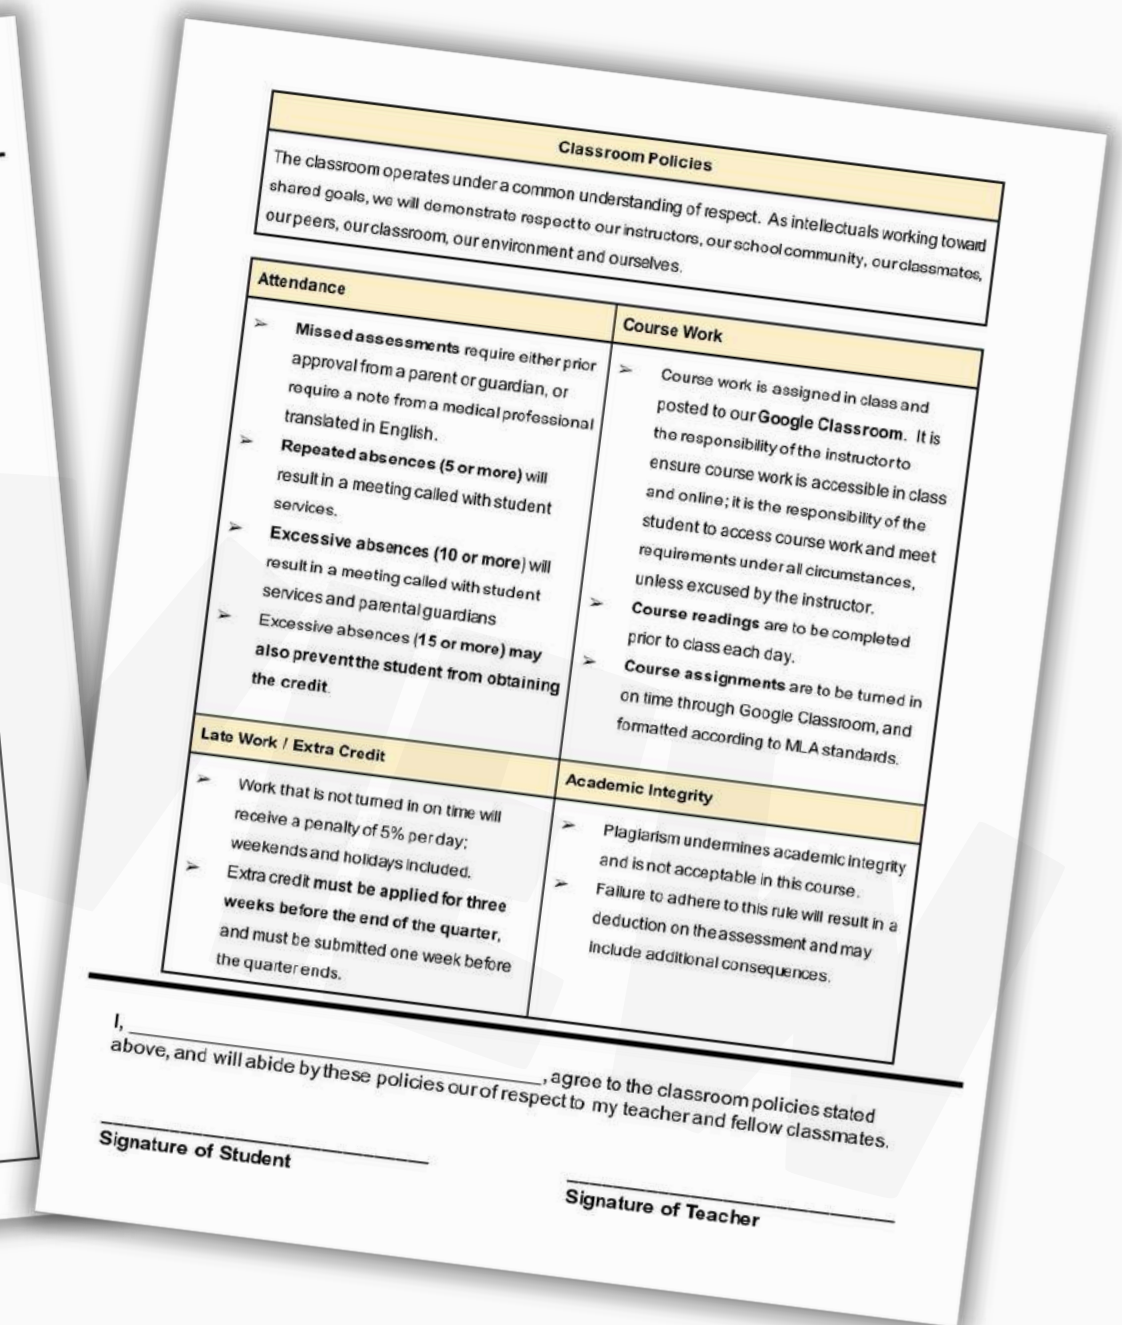 Classroom Policies
The classroom operates under a common understanding of respect. As intellectuals working toward
shared goals, we will demonstrate respect to our instructors, our school community, our classmates,
our peers, our classroom, our environment and ourselves.
Attendance
➢ Missed assessments require either prior
approval from a parent or guardian, or
require a note from a medical professional
translated in English.
➢ Repeated absences (5 or more) will
result in a meeting called with student
services.
➢ Excessive absences (10 or more) will
result in a meeting called with student
services and parental guardians
➢ Excessive absences (15 or more) may
also prevent the student from obtaining
the credit.
Course Work
➢ Course work is assigned in class and
posted to our Google Classroom. It is
the responsibility of the instructor to
ensure course work is accessible in class
and online; it is the responsibility of the
student to access course work and meet
requirements under all circumstances,
unless excused by the instructor.
➢ Course readings are to be completed
prior to class each day.
➢ Course assignments are to be turned in
on time through Google Classroom, and
formatted according to MLA standards.
Late Work / Extra Credit
➢ Work that is not turned in on time will
receive a penalty of 5% per day;
weekends and holidays included.
➢ Extra credit must be applied for three
weeks before the end of the quarter,
and must be submitted one week before
the quarter ends.
Academic Integrity
➢ Plagiarism undermines academic integrity
and is not acceptable in this course.
➢ Failure to adhere to this rule will result in a
deduction on the assessment and may
include additional consequences.
I, ______________________________, agree to the classroom policies stated
above, and will abide by these policies our of respect to my teacher and fellow classmates.
Signature of Student
Signature of Teacher